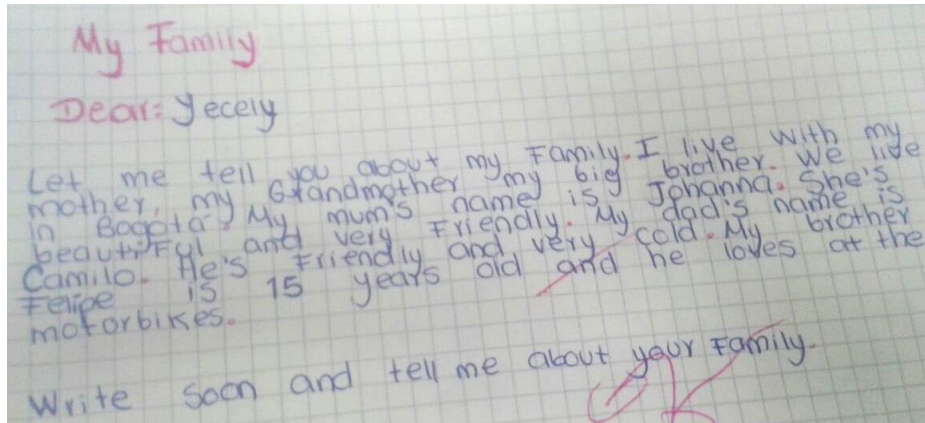 My Family
Dear: Yecely
Let me tell you about my Family. I live with my
mother, my Grandmother my big brother. We live
in Bogotá. My mum's name is Johanna. She's
beautiful and very Friendly. My dad's name is
Camilo. He's Friendly and very cold. My brother
Felipe is 15 years old and he loves at the
motorbikes.
Write soon and tell me about your Family.
OK